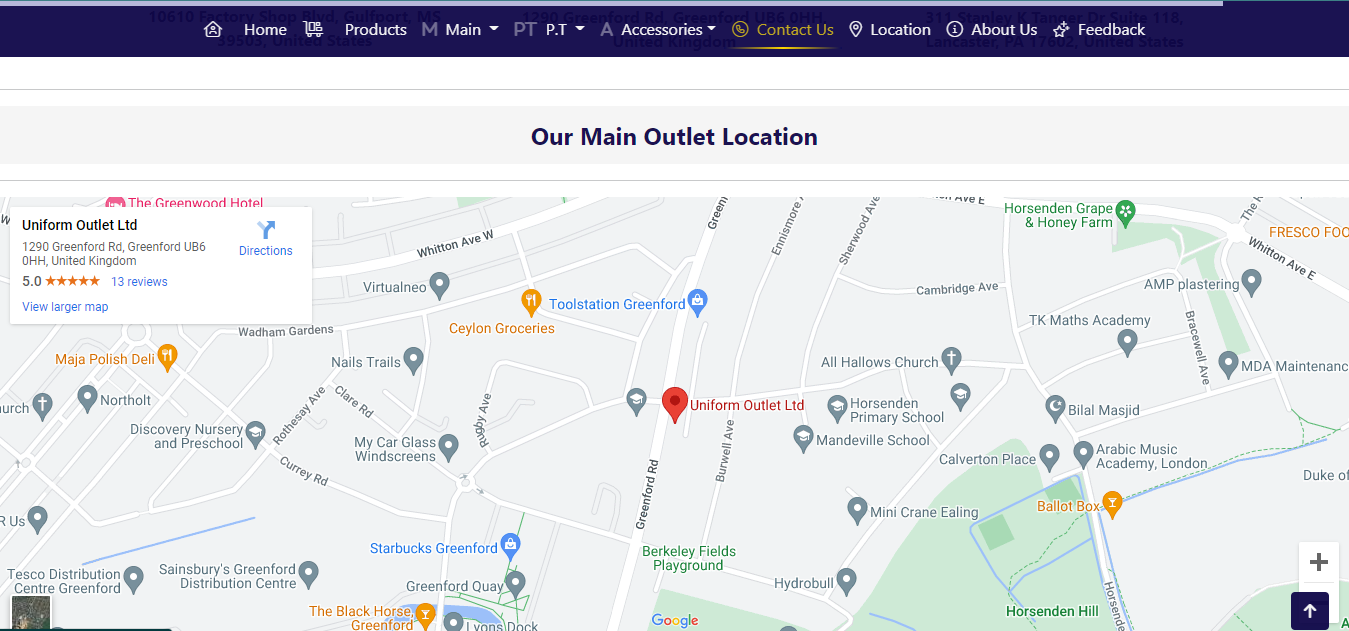 10610 Factory Shop Blvd, Gulfport, MS
39503, United States
1290 Greenford Rd, Greenford UB6 0HH,
United Kingdom
311 Stanley K Tanger Dr Suite 118,
Lancaster, PA 17602, United States
Home
Products
M Main
PT P.T
A Accessories
Contact Us
Location
About Us
Feedback
Our Main Outlet Location
The Greenwood Hotel
Uniform Outlet Ltd
1290 Greenford Rd, Greenford UB6
0HH, United Kingdom
Directions
5.0 ★★★★★ 13 reviews
View larger map
Whitton Ave W
Ennismore
Sherwood Ave
Horsenden Grape
& Honey Farm
FRESCO FOO
Whitton Ave E
Virtualneo
Toolstation Greenford
Ceylon Groceries
Cambridge Ave
AMP plastering
Wadham Gardens
TK Maths Academy
Bracewell Ave
Maja Polish Deli
Nails Trails
All Hallows Church
MDA Maintenanc
urch
Northolt
Rothesay Ave
Clare Rd
Rugby Ave
Uniform Outlet Ltd
Horsenden
Primary School
Bilal Masjid
Discovery Nursery
and Preschool
My Car Glass
Windscreens
Burwell Ave
Mandeville School
Currey Rd
Calverton Place
Arabic Music
Academy, London
Duke of
Greenford Rd
Ballot Box
R Us
Mini Crane Ealing
Starbucks Greenford
Berkeley Fields
Playground
Tesco Distribution
Centre Greenford
Sainsbury's Greenford
Distribution Centre
Greenford Quay
Hydrobull
The Black Horse,
Greenford
Lyons Dock
Google
Horsenden Hill
Horsende